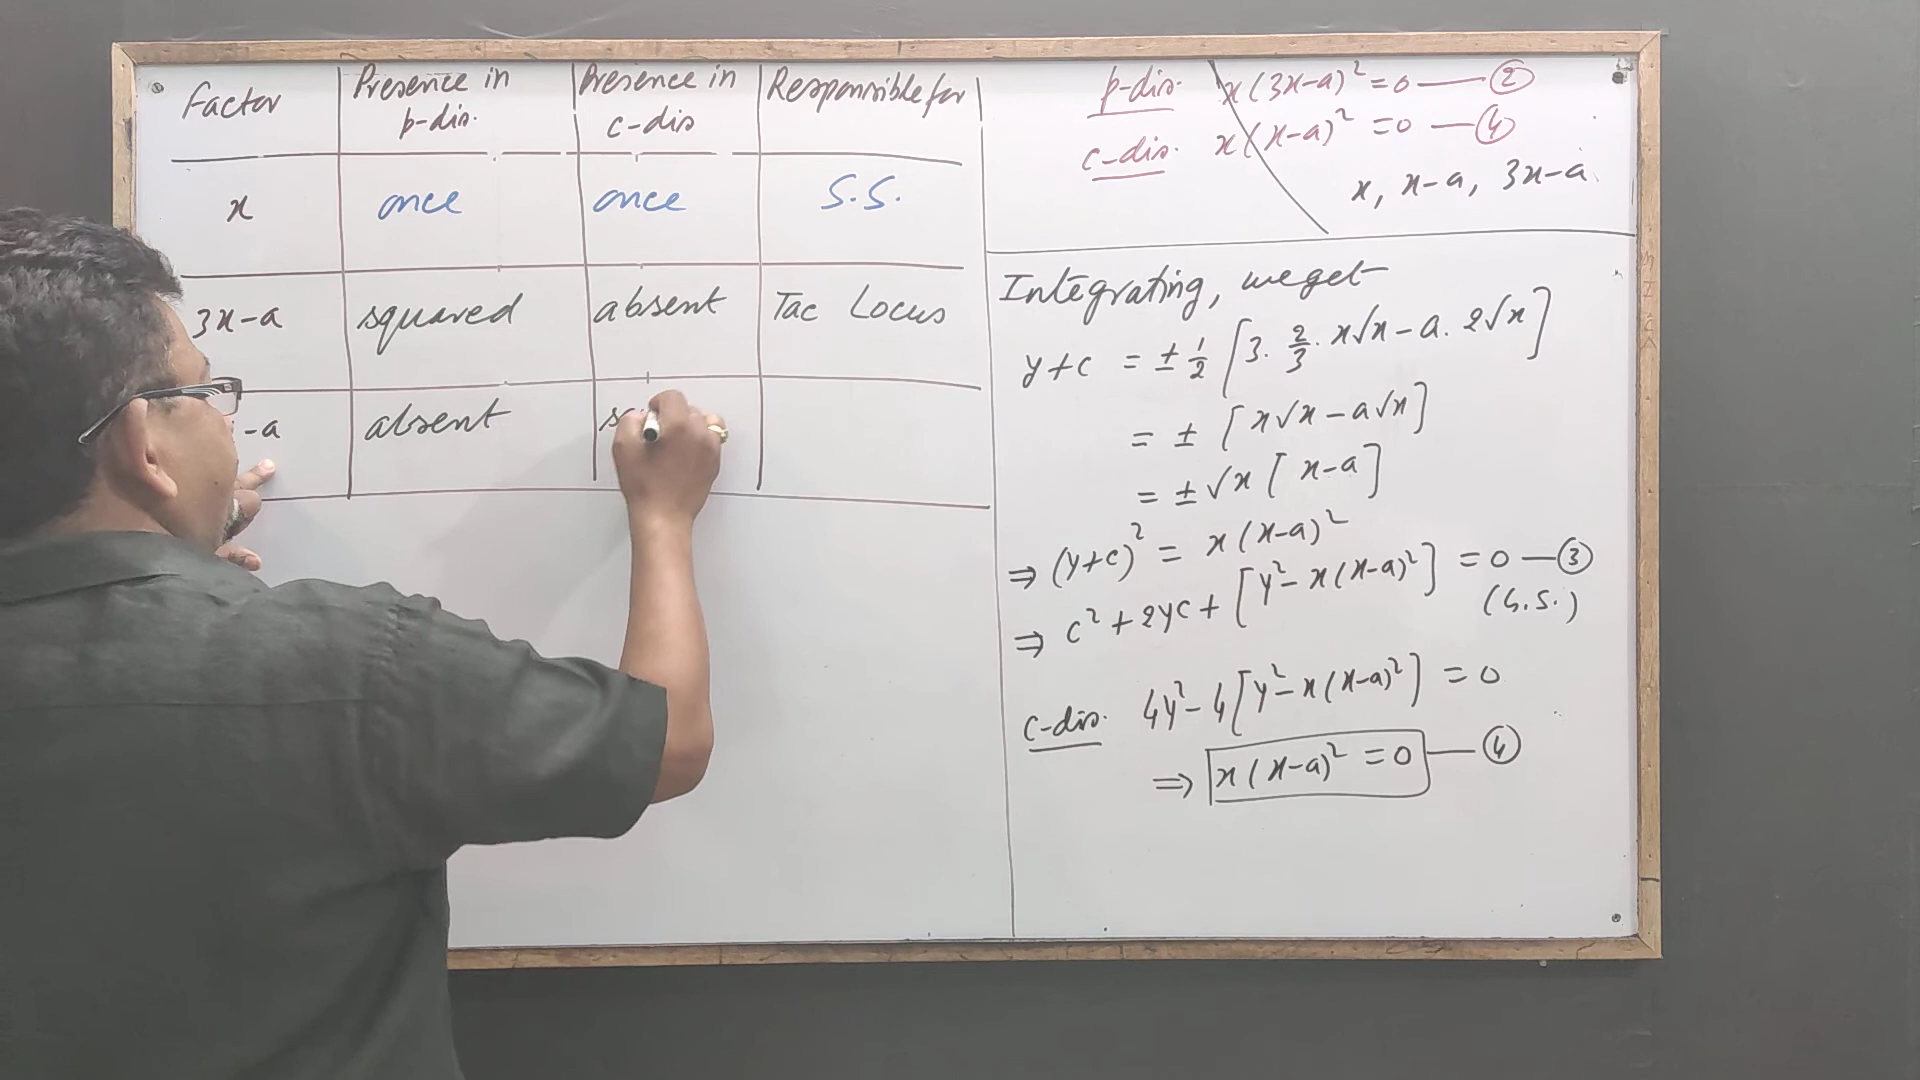 Factor | Presence in p-dis. | Presence in c-dis | Responsible for
x | once | once | S.S.
3x-a | squared | absent | Tac Locus
-a | absent
p-dis. x(3x-a)² = 0 — ②
c-dis. x(x-a)² = 0 — ④
x, x-a, 3x-a.
Integrating, we get
y+c = ± 1/2 [3. 2/3. x√x - a. 2√x]
= ± [x√x - a√x]
= ± √x [x-a]
⇒ (y+c)² = x(x-a)²
⇒ c² + 2yc + [y² - x(x-a)²] = 0 — ③
(G.S.)
c-dis. 4y² - 4[y² - x(x-a)²] = 0
⇒ x(x-a)² = 0 — ④